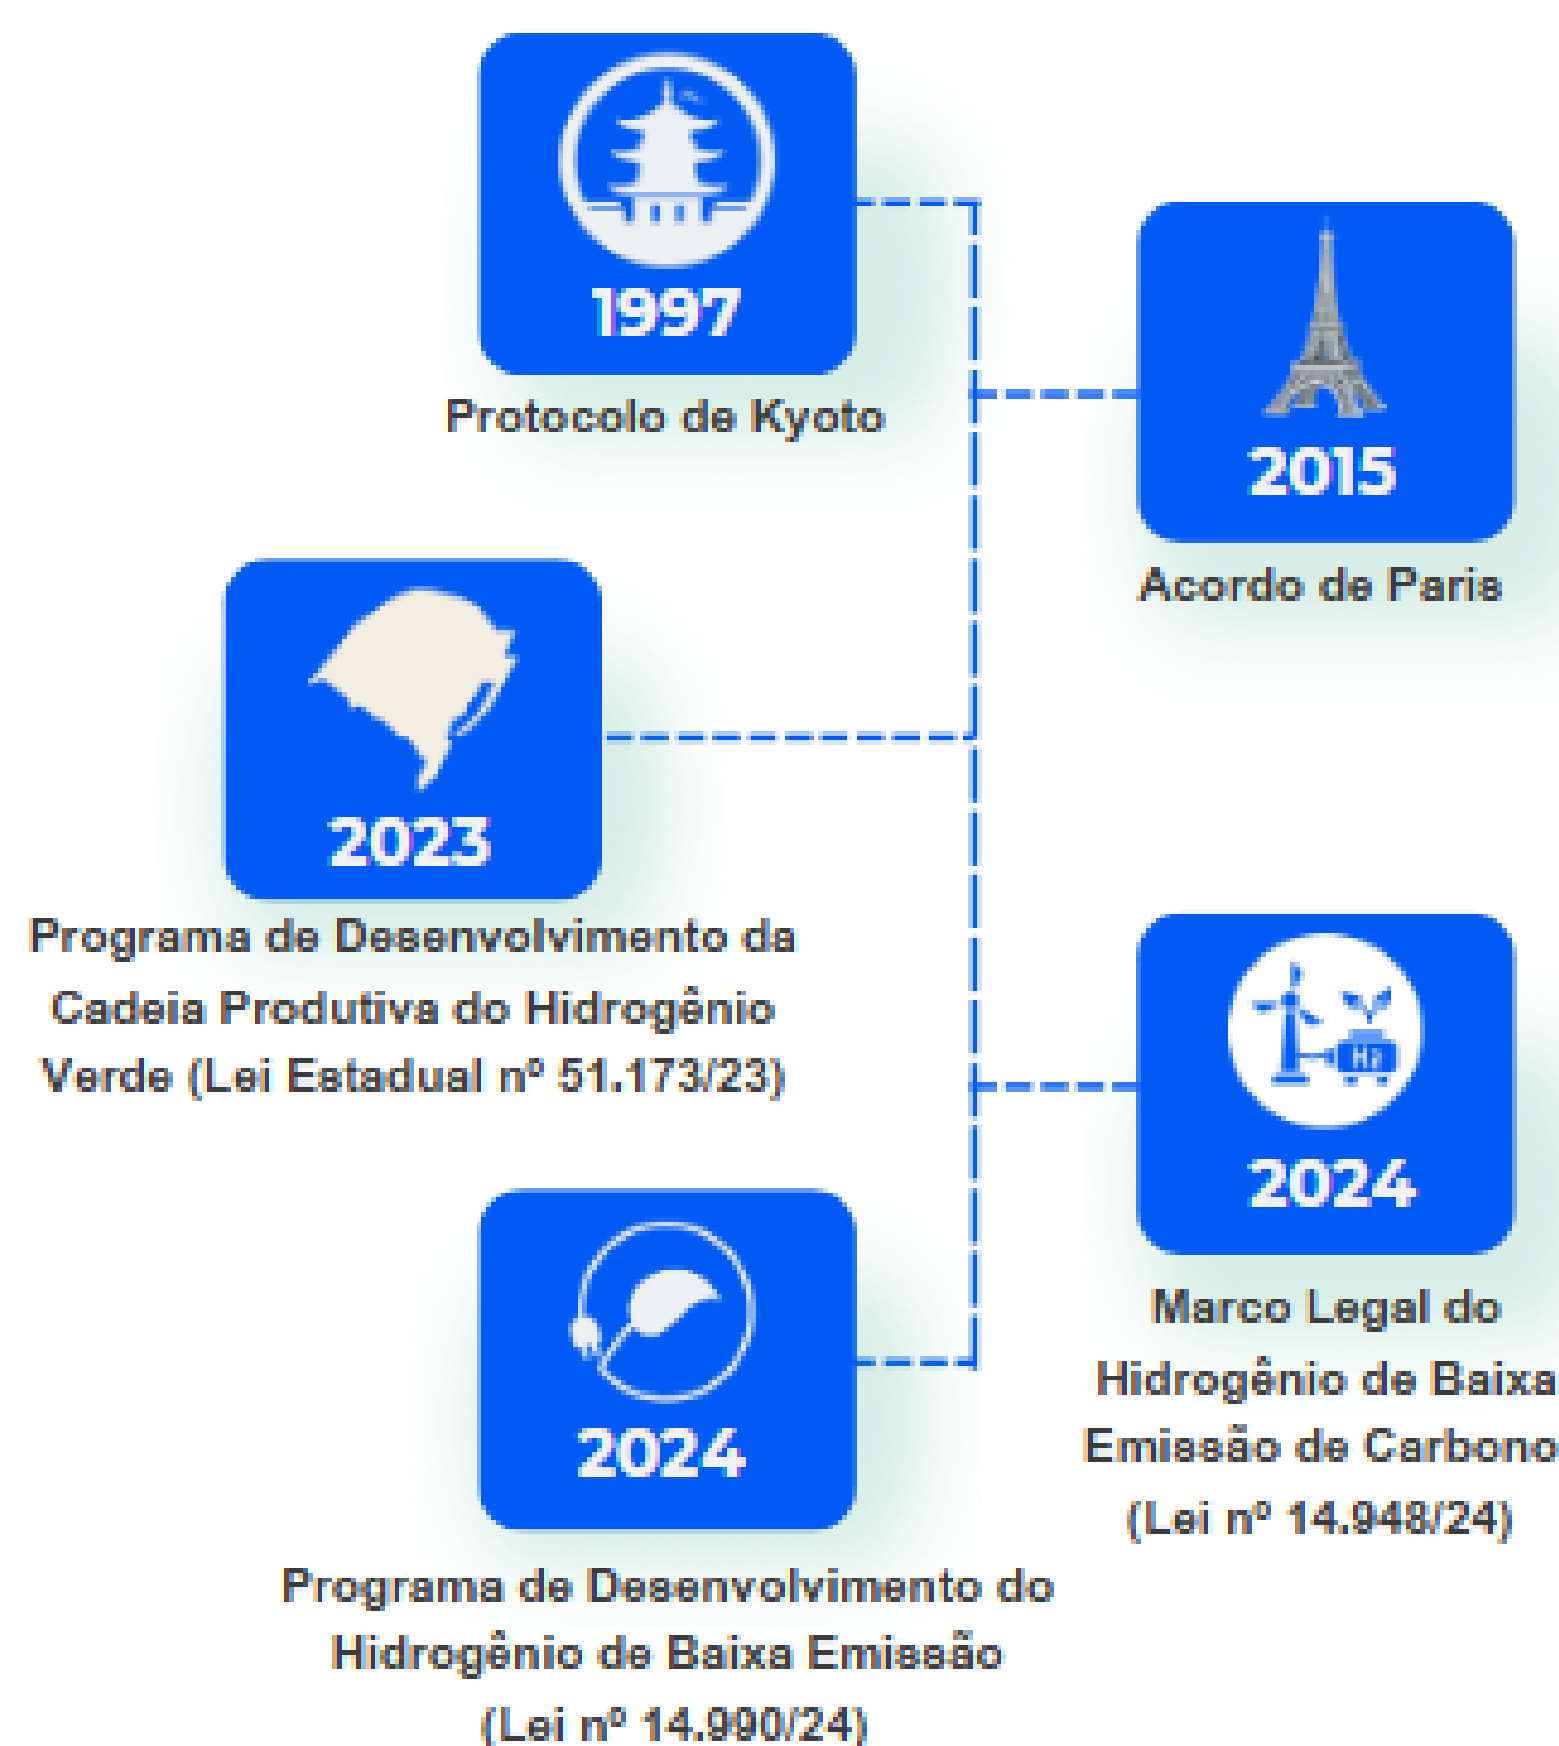 1997
Protocolo de Kyoto
2015
Acordo de Paris
2023
Programa de Desenvolvimento da
Cadeia Produtiva do Hidrogênio
Verde (Lei Estadual nº 51.173/23)
H2
2024
Marco Legal do
Hidrogênio de Baixa
Emissão de Carbono
(Lei nº 14.948/24)
2024
Programa de Desenvolvimento do
Hidrogênio de Baixa Emissão
(Lei nº 14.990/24)